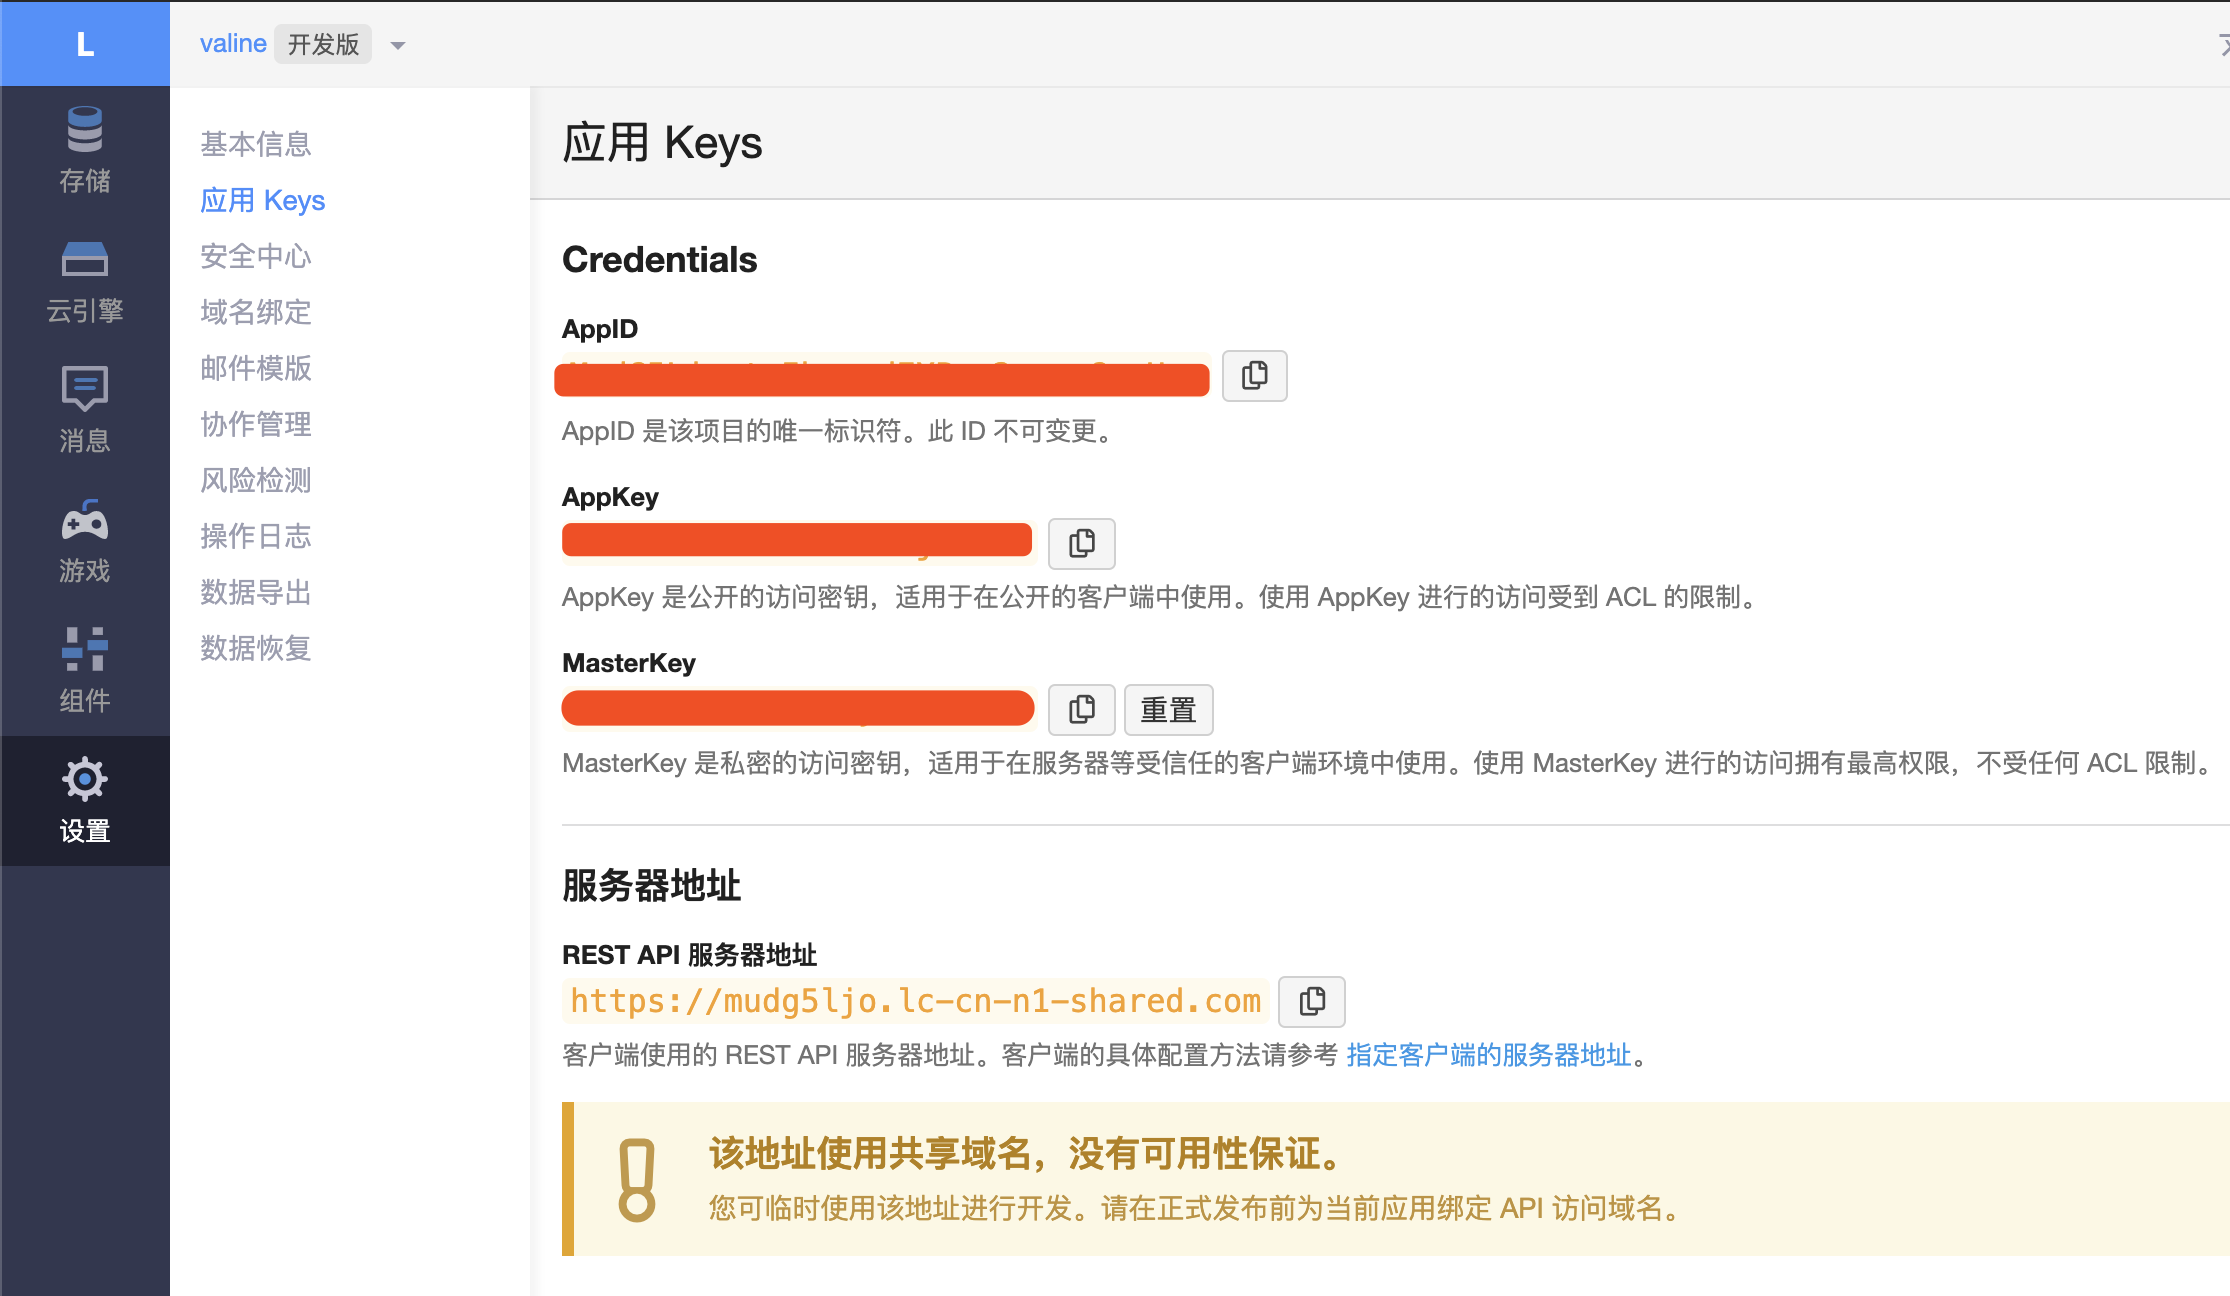 L
valine 开发版
存储
云引擎
消息
游戏
组件
设置
基本信息
应用 Keys
安全中心
域名绑定
邮件模版
协作管理
风险检测
操作日志
数据导出
数据恢复
应用 Keys
Credentials
AppID
AppID 是该项目的唯一标识符。此 ID 不可变更。
AppKey
AppKey 是公开的访问密钥，适用于在公开的客户端中使用。使用 AppKey 进行的访问受到 ACL 的限制。
MasterKey
重置
MasterKey 是私密的访问密钥，适用于在服务器等受信任的客户端环境中使用。使用 MasterKey 进行的访问拥有最高权限，不受任何 ACL 限制。
服务器地址
REST API 服务器地址
https://mudg5ljo.lc-cn-n1-shared.com
客户端使用的 REST API 服务器地址。客户端的具体配置方法请参考 指定客户端的服务器地址。
该地址使用共享域名，没有可用性保证。
您可临时使用该地址进行开发。请在正式发布前为当前应用绑定 API 访问域名。